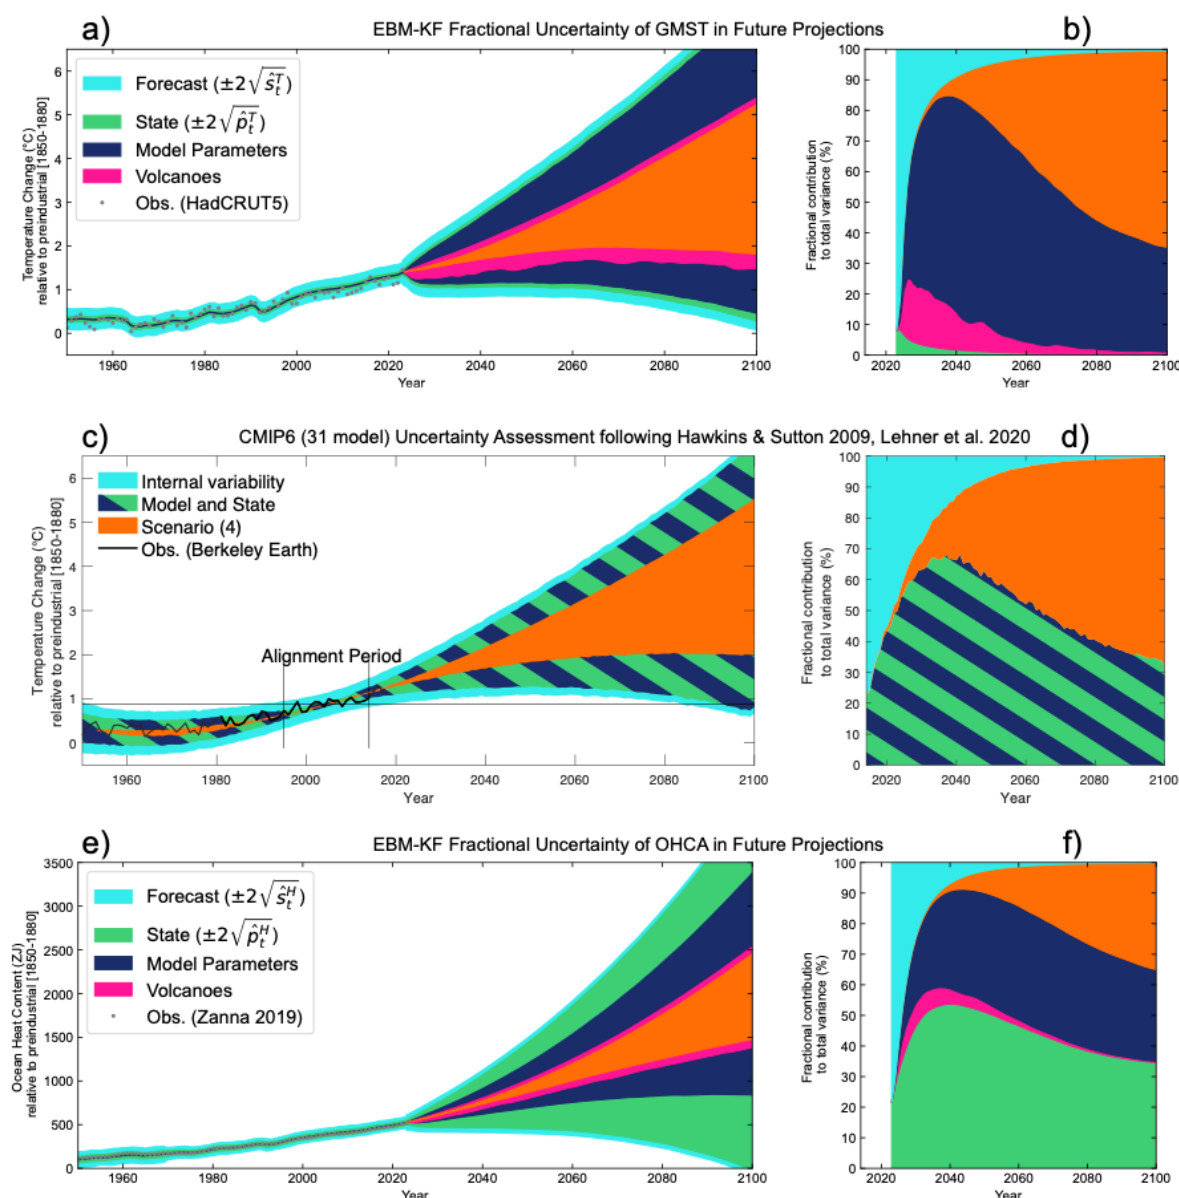 a)
EBM-KF Fractional Uncertainty of GMST in Future Projections
b)
Forecast (±2√ŝ_t^T)
State (±2√p̂_t^T)
Model Parameters
Volcanoes
Obs. (HadCRUT5)
Temperature Change (°C)
relative to preindustrial [1850-1880]
6
5
4
3
2
1
0
1960
1980
2000
2020
2040
2060
2080
2100
Year
Fractional contribution
to total variance (%)
100
90
80
70
60
50
40
30
20
10
0
2020
2040
2060
2080
2100
Year
c)
CMIP6 (31 model) Uncertainty Assessment following Hawkins & Sutton 2009, Lehner et al. 2020
d)
Internal variability
Model and State
Scenario (4)
Obs. (Berkeley Earth)
Alignment Period
Temperature Change (°C)
relative to preindustrial [1850-1880]
6
5
4
3
2
1
0
1960
1980
2000
2020
2040
2060
2080
2100
Year
Fractional contribution
to total variance (%)
100
90
80
70
60
50
40
30
20
10
0
2020
2040
2060
2080
2100
Year
e)
EBM-KF Fractional Uncertainty of OHCA in Future Projections
f)
Forecast (±2√ŝ_t^H)
State (±2√p̂_t^H)
Model Parameters
Volcanoes
Obs. (Zanna 2019)
Ocean Heat Content (ZJ)
relative to preindustrial [1850-1880]
3500
3000
2500
2000
1500
1000
500
0
1960
1980
2000
2020
2040
2060
2080
2100
Year
Fractional contribution
to total variance (%)
100
90
80
70
60
50
40
30
20
10
0
2020
2040
2060
2080
2100
Year